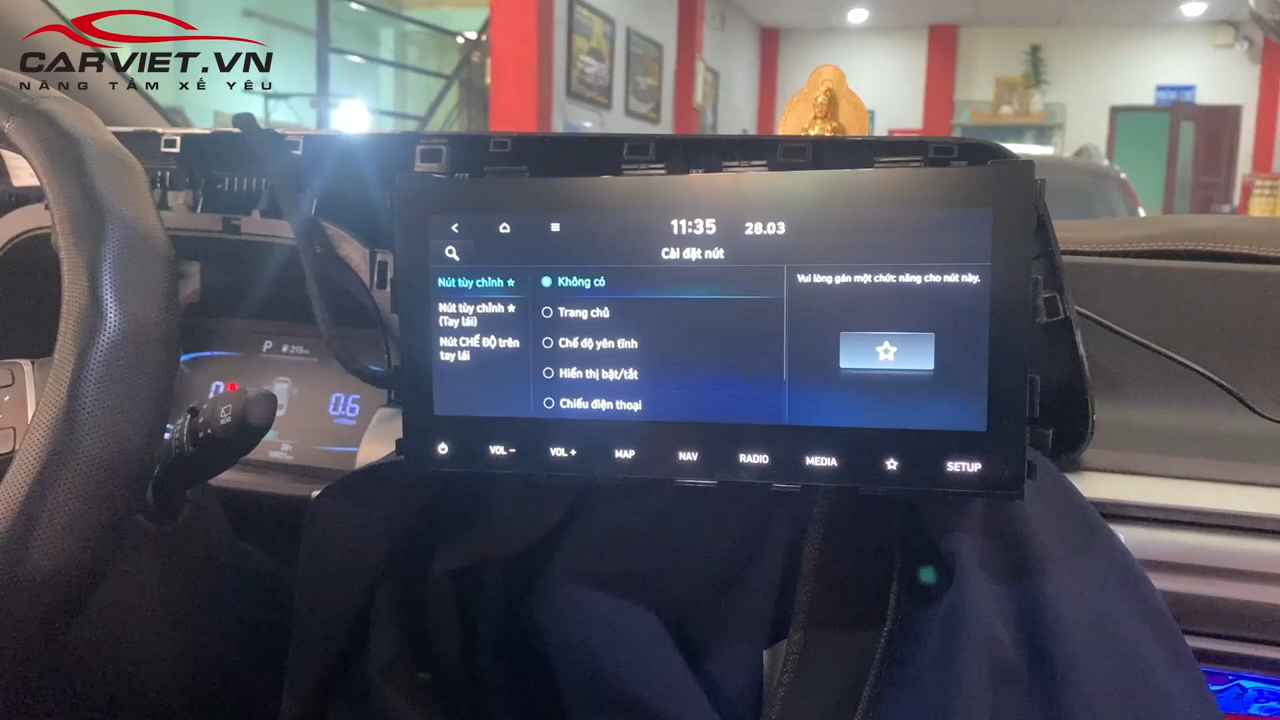 CARVIET.VN
NÂNG TẦM XẾ YÊU
11:35 28.03
Cài đặt nút
Nút tùy chỉnh ☆
Nút tùy chỉnh ★
(Tay lái)
Nút CHẾ ĐỘ trên
tay lái
Không có
Trang chủ
Chế độ yên tĩnh
Hiển thị bật/tắt
Chiếu điện thoại
Vui lòng gán một chức năng cho nút này.
VOL – VOL + MAP NAV RADIO MEDIA ☆ SETUP
P 215km
0.6